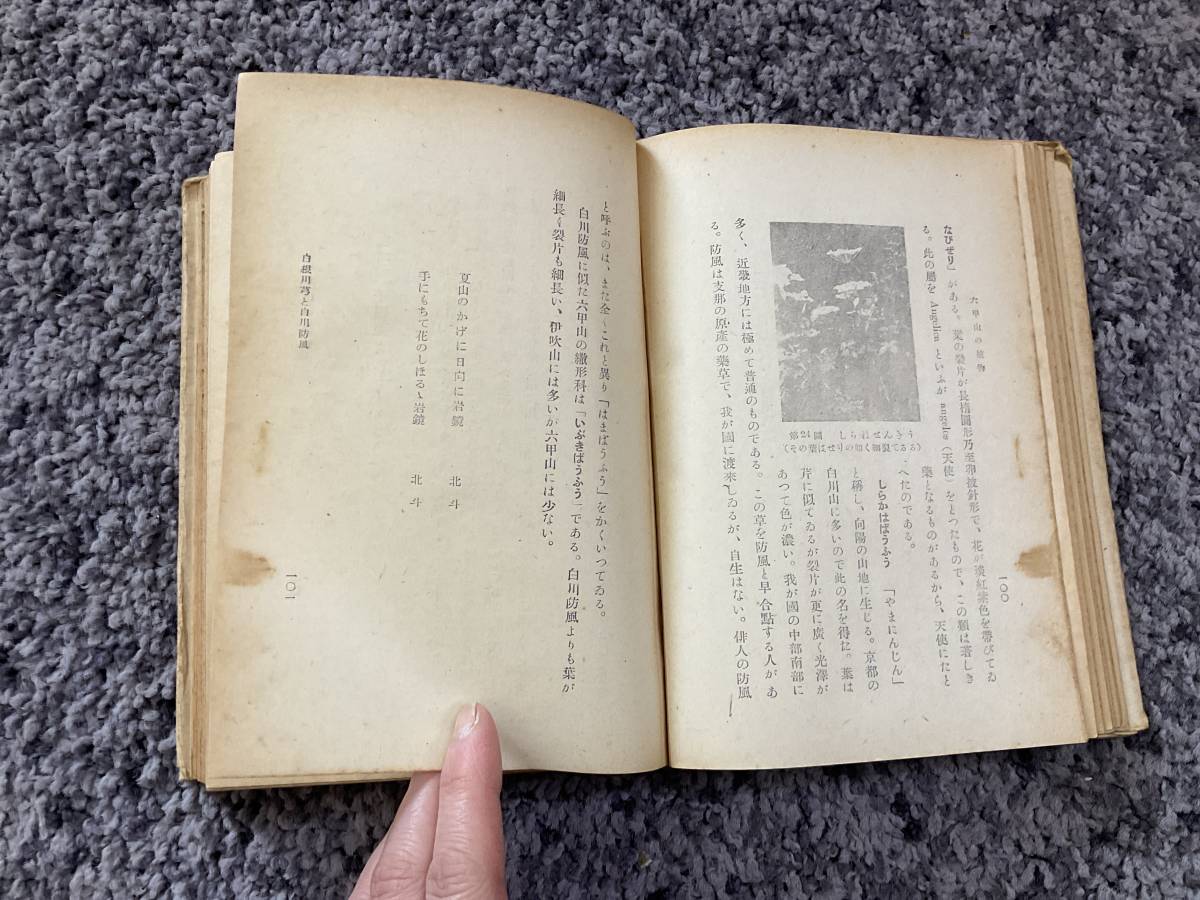 六甲山の植物
一〇〇
なびぜり」がある。葉の裂片が長楕圓形乃至卵披針形で、花が淡紅紫色を帶びてゐ
る。此の屬を Angelica といふが angelica (天使) をとつたもので、この類は著しき
藥となるものがあるから、天使にたと
へたのである。
しらかはばうふう 「やまにんじん」
と稱し、向陽の山地に生じる。京都の
白川山に多いので此の名を得た。葉は
芹に似てゐるが裂片が更に廣く光澤が
あつて色が濃い。我が國の中部南部に
第24圖 しらねせんきう
(その葉はせりの如く細裂てゐる)
多く、近畿地方には極めて普通のものである。この草を防風と早合點する人があ
る。防風は支那の原產の藥草で、我が國に渡來しゐるが、自生はない。俳人の防風
と呼ぶのは、また全くこれと異り「はまばうふう」をかくいつてゐる。
白川防風に似た六甲山の繖形科は「いぶきばうふう」である。白川防風よりも葉が
細長く裂片も細長い、伊吹山には多いが六甲山には少ない。
夏山のかげに日向に岩鏡 北斗
手にもちて花のしほるゝ岩鏡 北斗
白根川芎と白川防風
一〇一